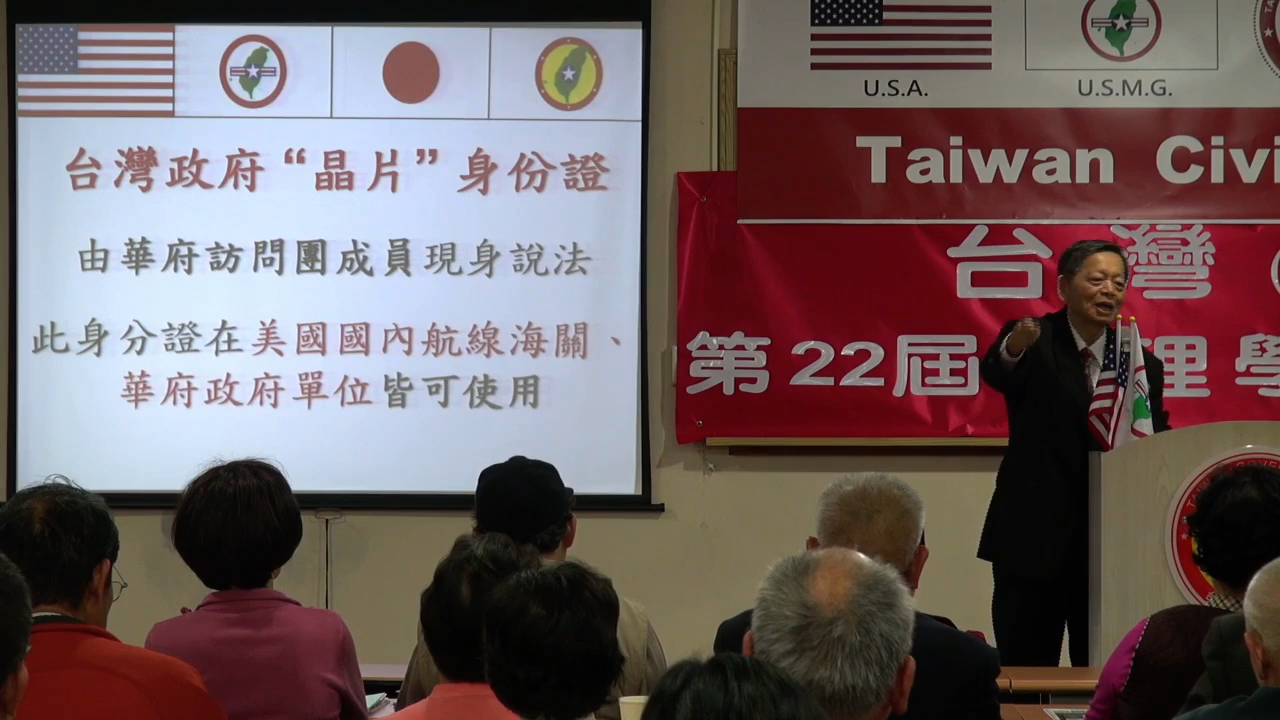 台灣政府“晶片”身份證
由華府訪問團成員現身說法
此身分證在美國國內航線海關、
華府政府單位皆可使用
U.S.A.
U.S.M.G.
Taiwan Civi
台灣
第22屆
理學